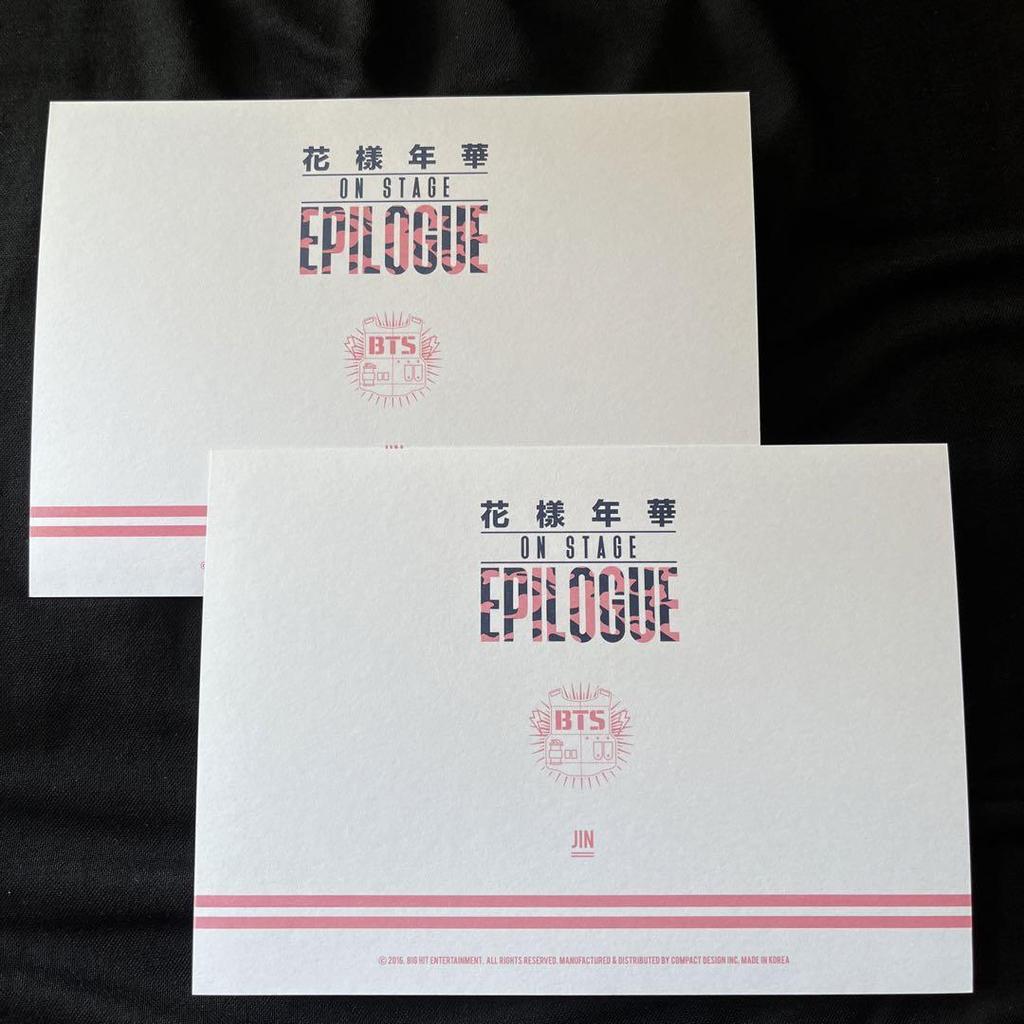 花樣年華
ON STAGE
EPILOGUE
BTS
花樣年華
ON STAGE
EPILOGUE
BTS
JIN
© 2016. BIG HIT ENTERTAINMENT. ALL RIGHTS RESERVED. MANUFACTURED & DISTRIBUTED BY COMPACT DESIGN INC. MADE IN KOREA